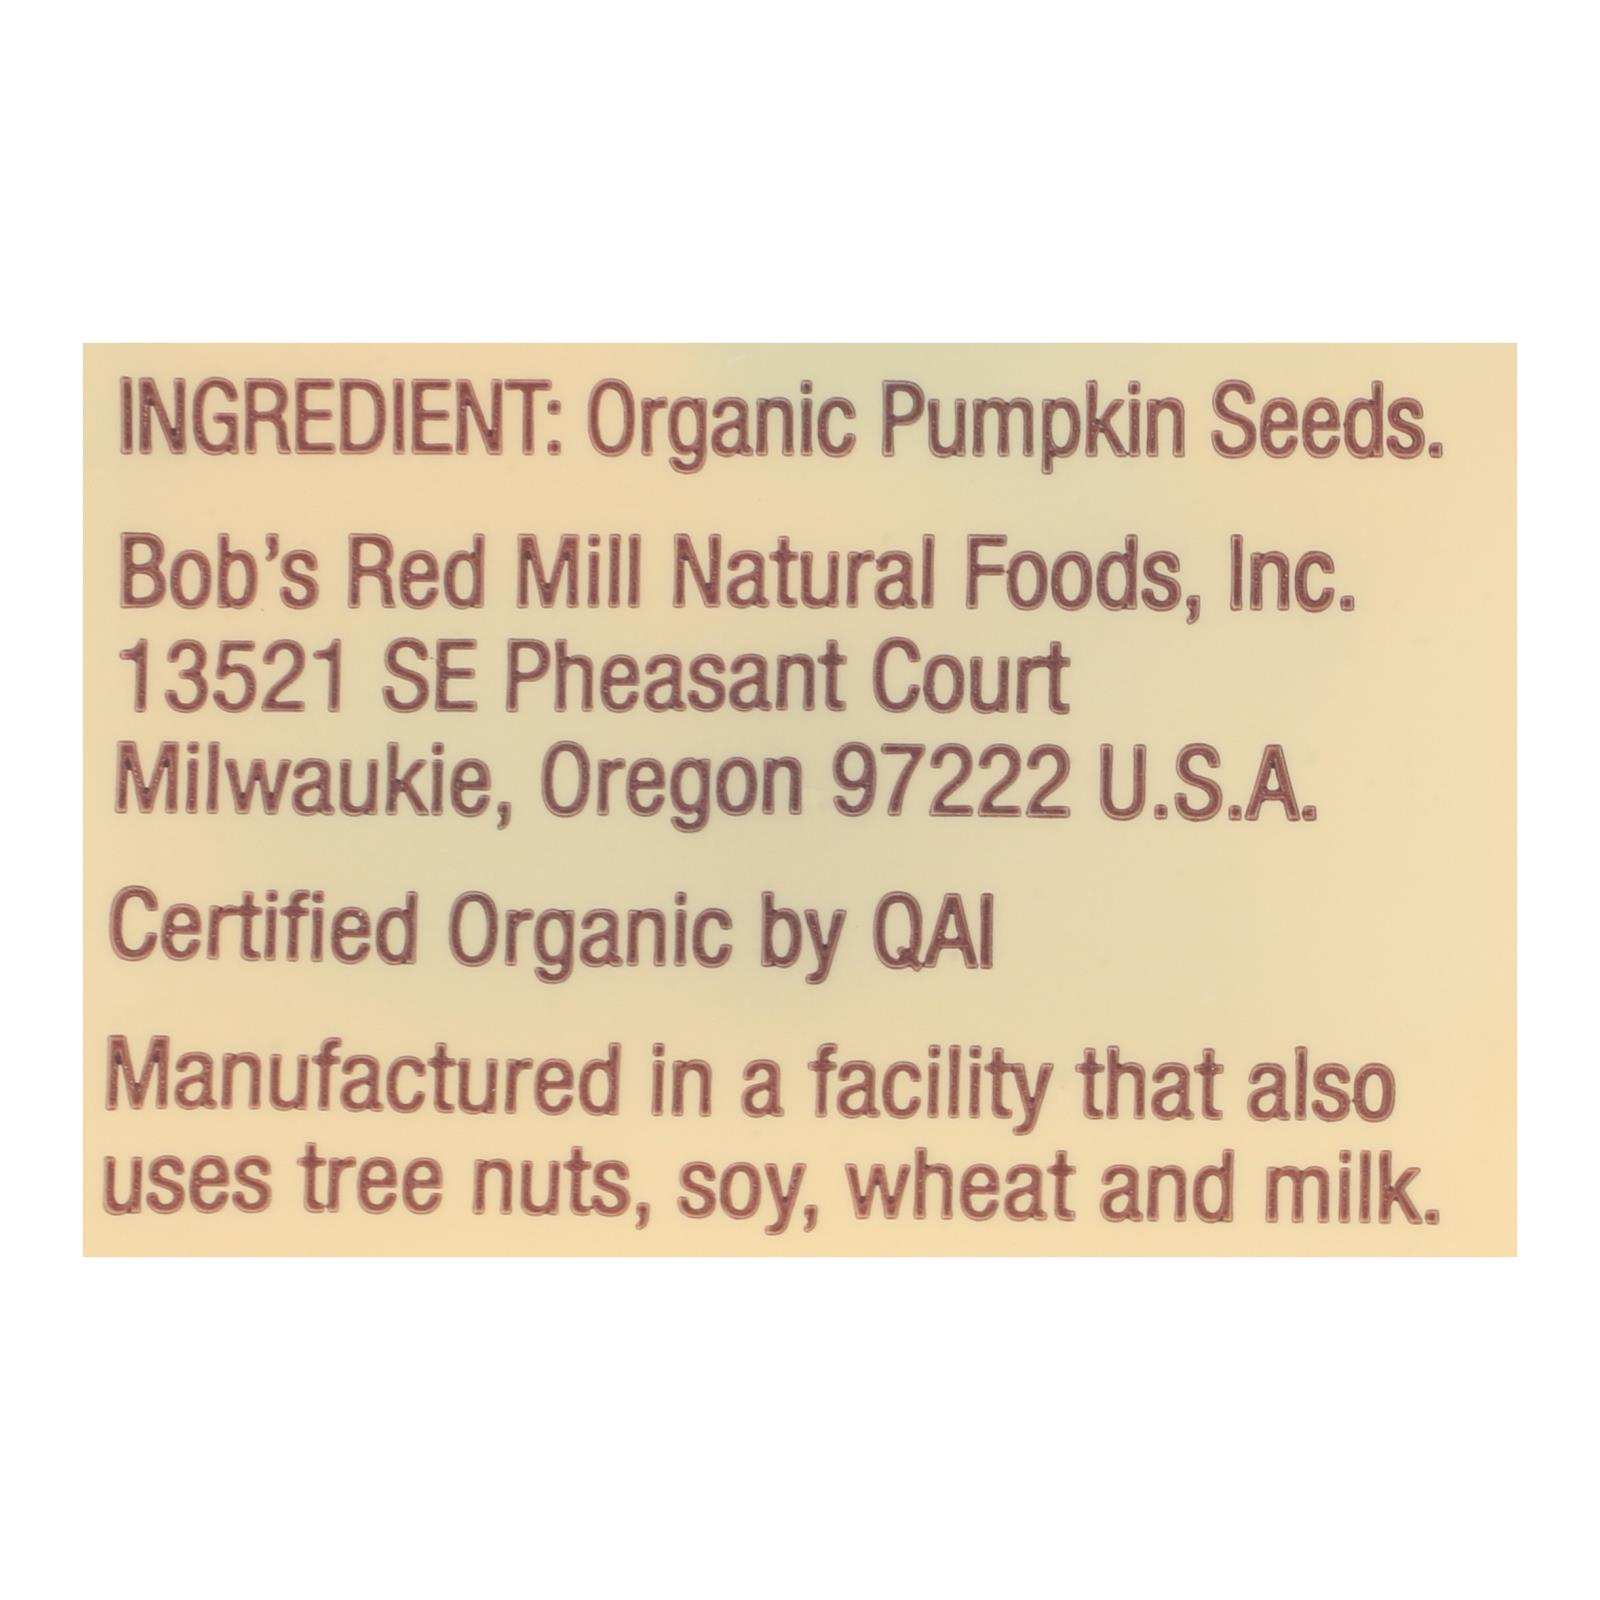 INGREDIENT: Organic Pumpkin Seeds.
Bob’s Red Mill Natural Foods, Inc.
13521 SE Pheasant Court
Milwaukie, Oregon 97222 U.S.A.
Certified Organic by QAI
Manufactured in a facility that also
uses tree nuts, soy, wheat and milk.